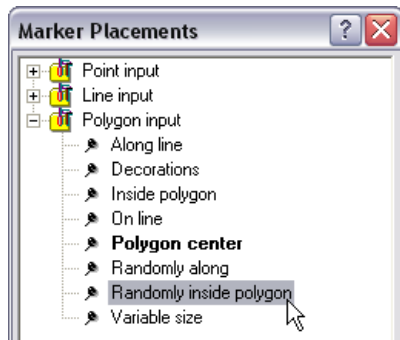 Marker Placements
Point input
Line input
Polygon input
Along line
Decorations
Inside polygon
On line
Polygon center
Randomly along
Randomly inside polygon
Variable size